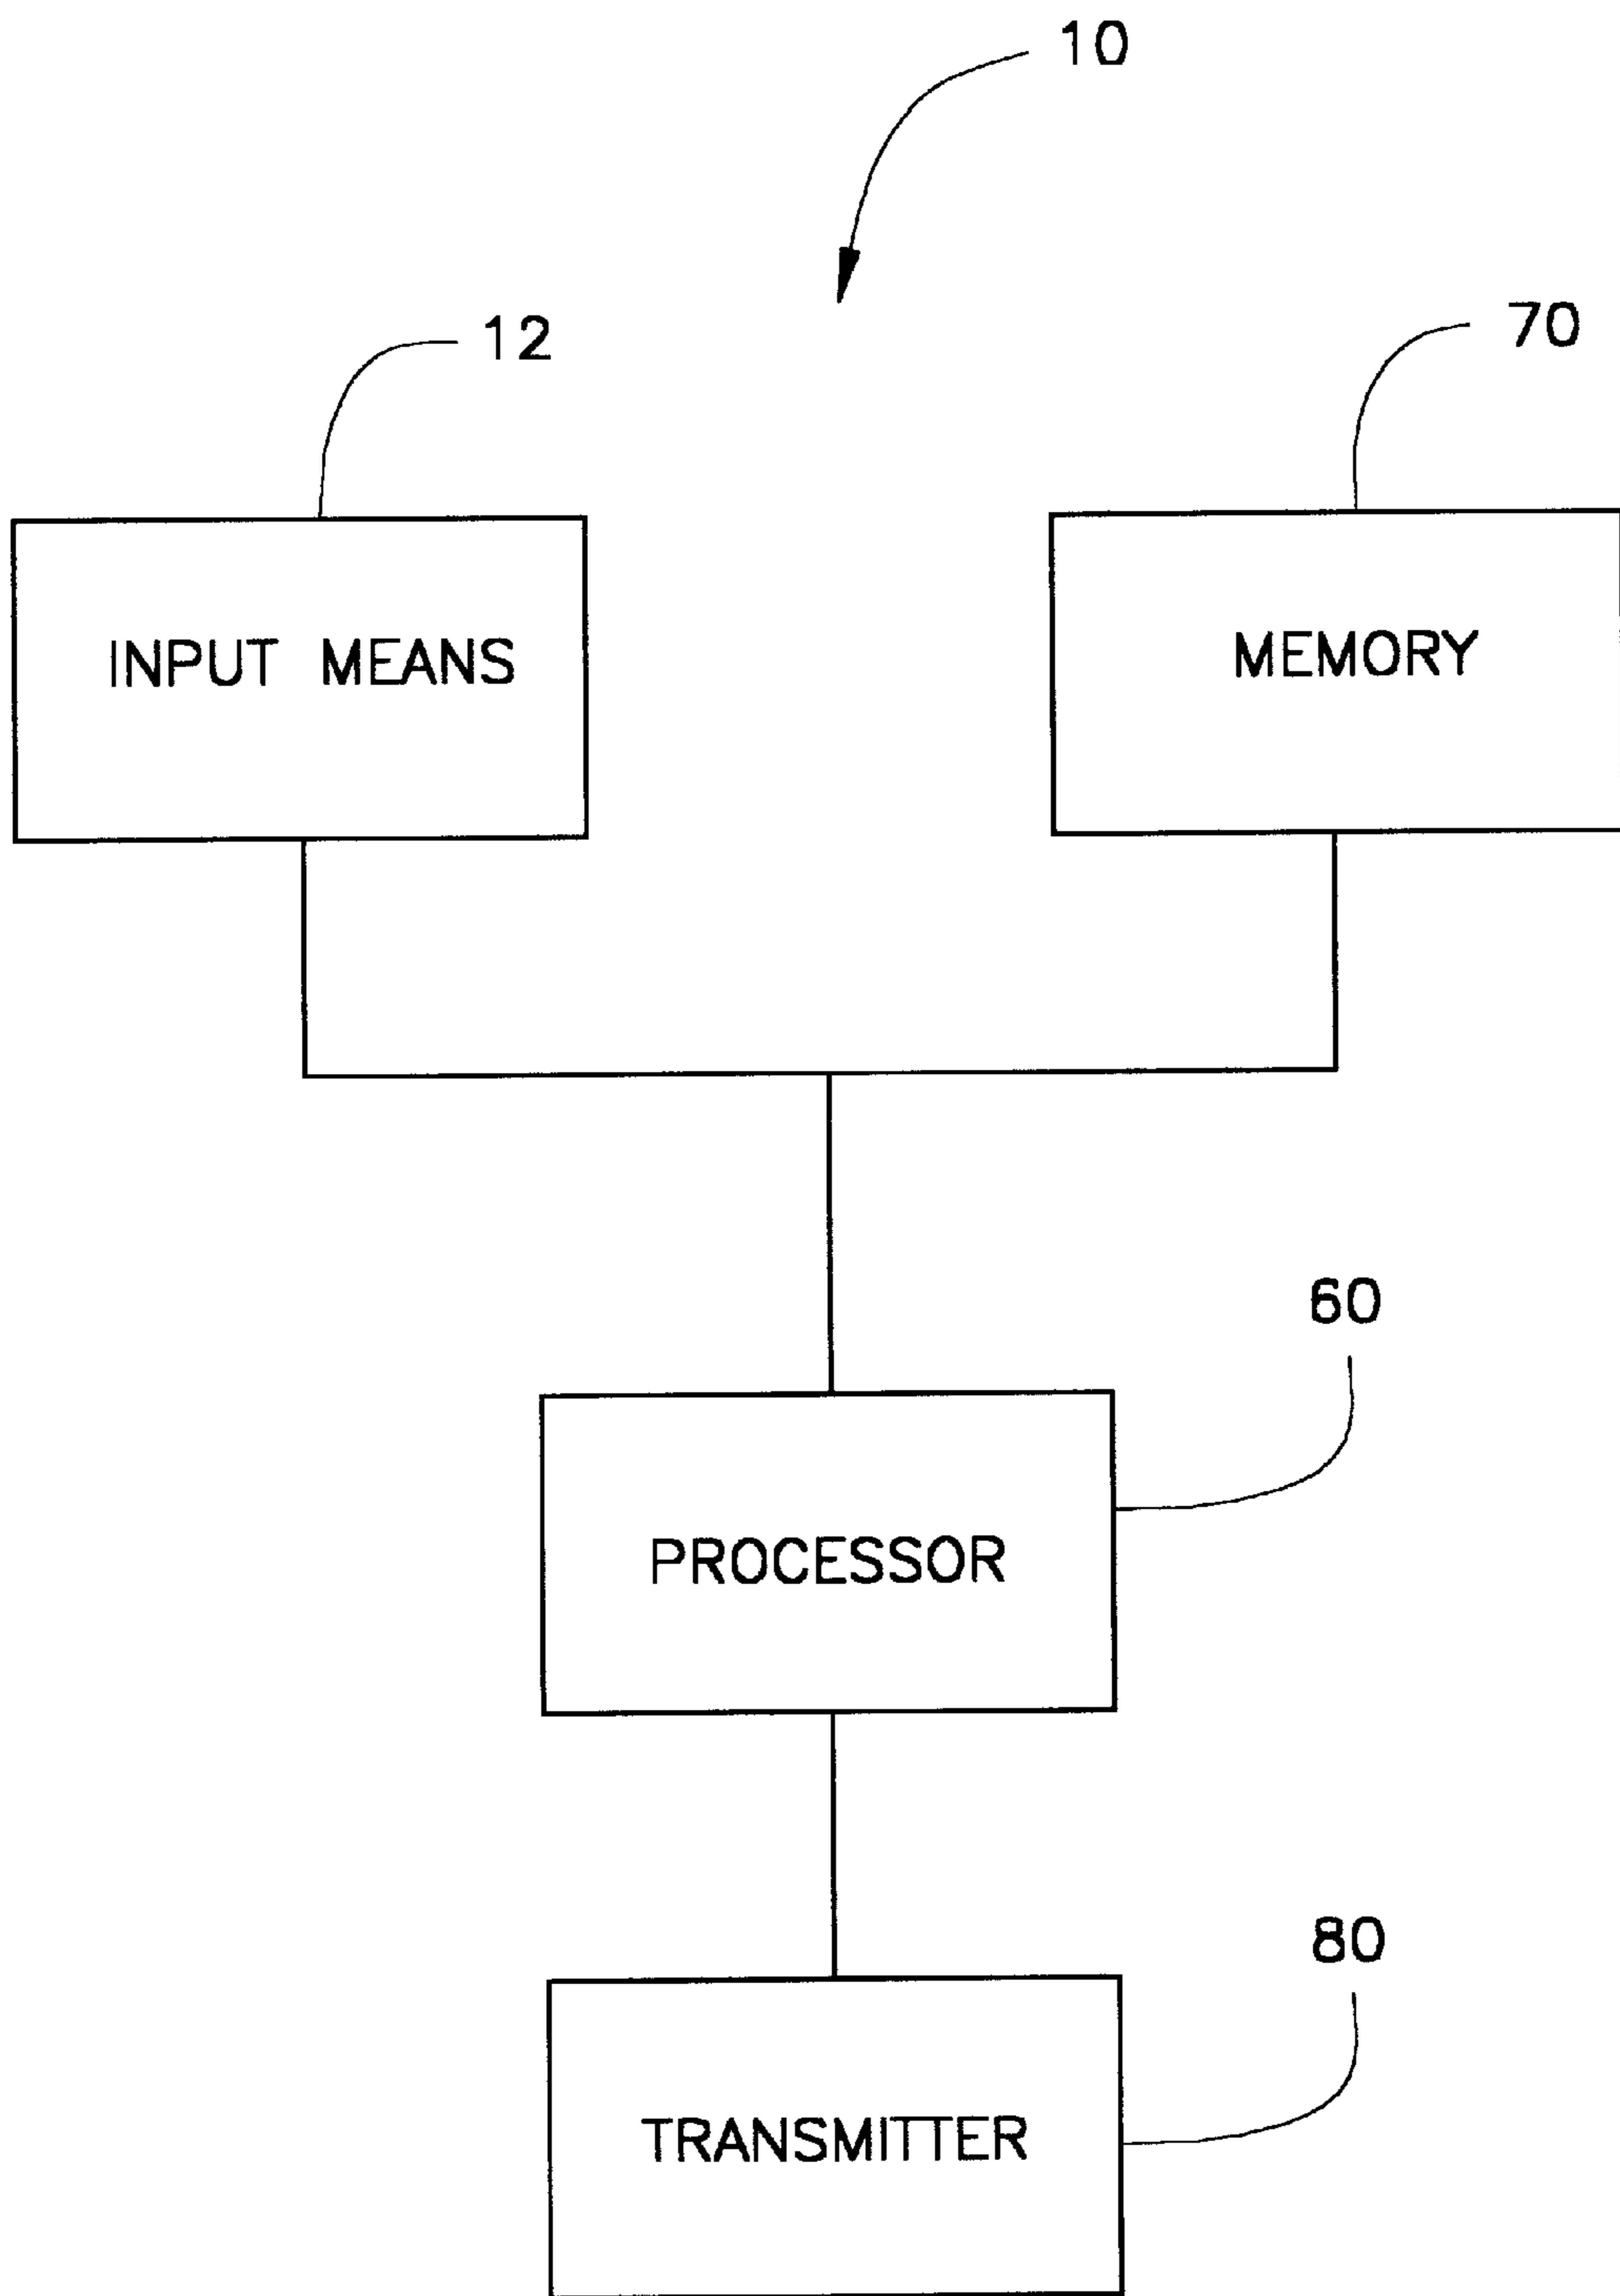 10
12
70
INPUT MEANS
MEMORY
60
PROCESSOR
80
TRANSMITTER